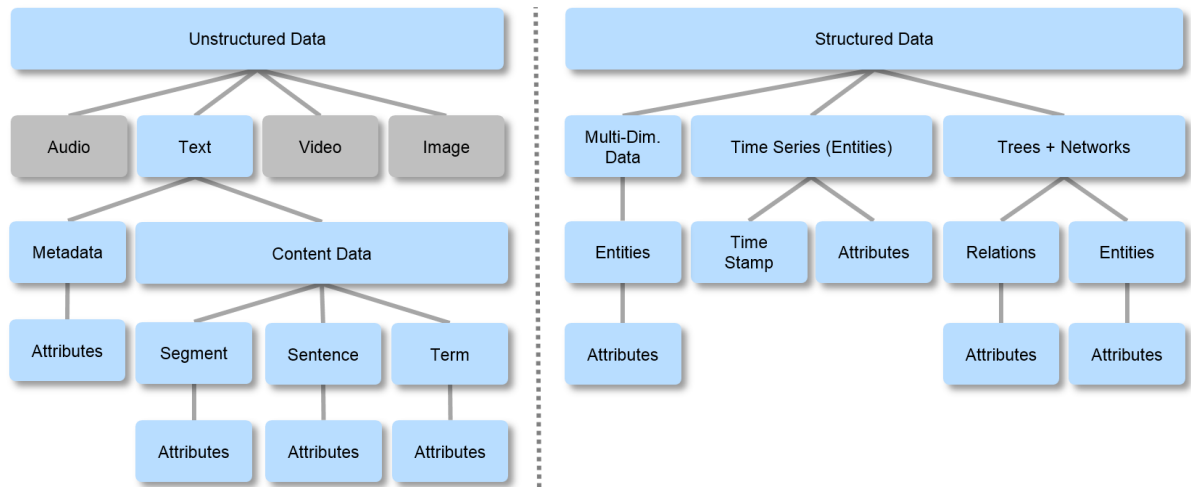 Unstructured Data
Structured Data
Audio
Text
Video
Image
Multi-Dim.
Data
Time Series (Entities)
Trees + Networks
Metadata
Content Data
Entities
Time
Stamp
Attributes
Relations
Entities
Attributes
Segment
Sentence
Term
Attributes
Attributes
Attributes
Attributes
Attributes
Attributes